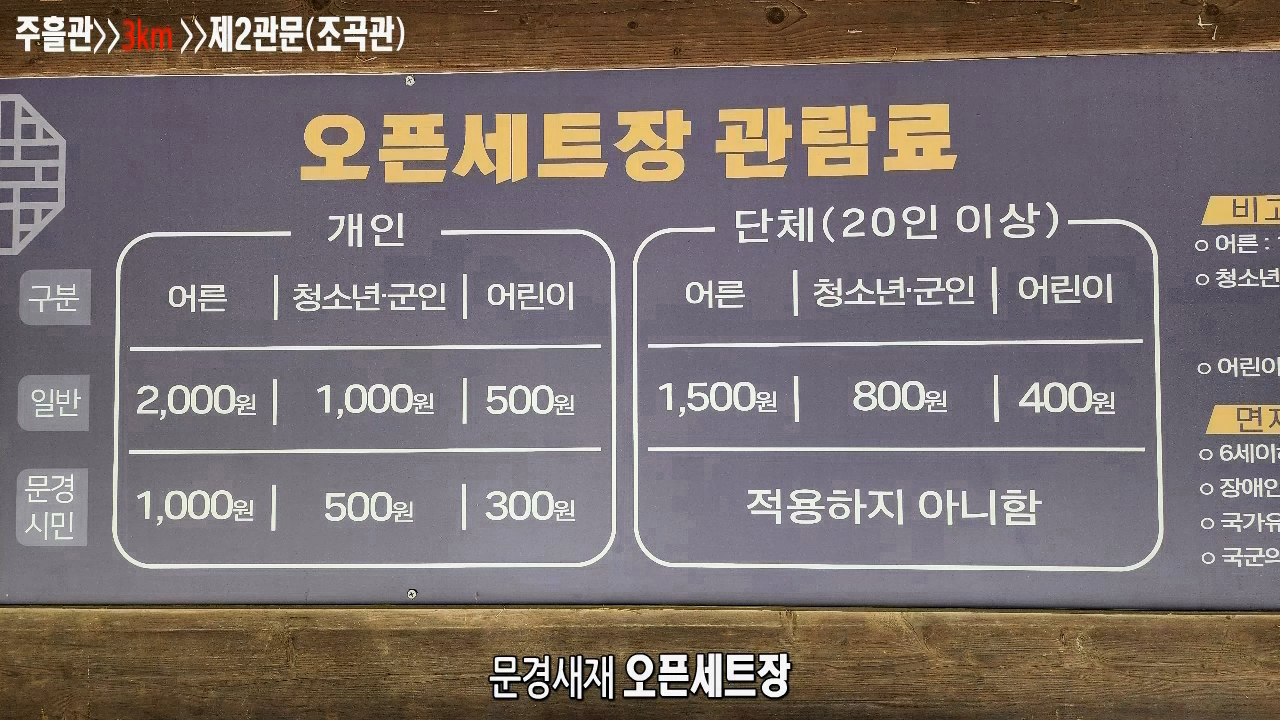 주흘관>>3km >>제2관문(조곡관)
오픈세트장 관람료
개인
단체(20인 이상)
구분
어른 청소년·군인 어린이
어른 청소년·군인 어린이
일반
2,000원 1,000원 500원
1,500원 800원 400원
문경
시민
1,000원 500원 300원
적용하지 아니함
비고
○ 어른 :
○ 청소년
○ 어린이
○ 6세이
○ 장애인
○ 국가유
○ 국군의
문경새재 오픈세트장